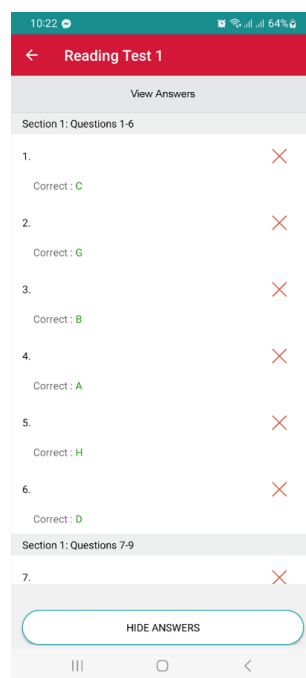 10:22 64%
Reading Test 1
View Answers
Section 1: Questions 1-6
1.
Correct : C
2.
Correct : G
3.
Correct : B
4.
Correct : A
5.
Correct : H
6.
Correct : D
Section 1: Questions 7-9
7.
HIDE ANSWERS